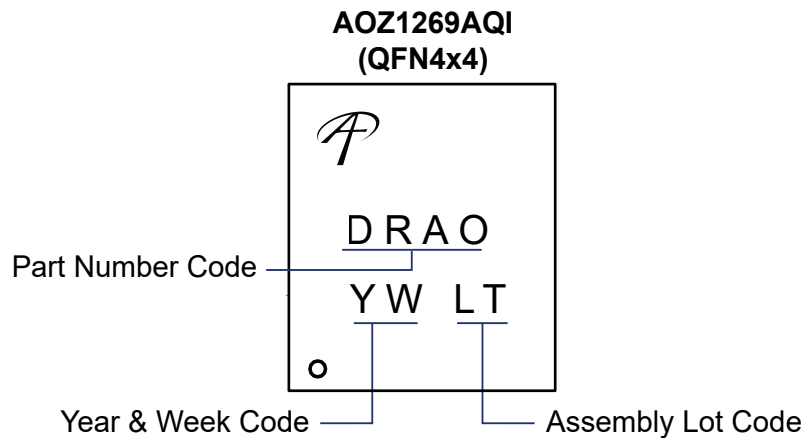 AOZ1269AQI
(QFN4x4)
DRAO
Part Number Code
YW LT
Year & Week Code
Assembly Lot Code